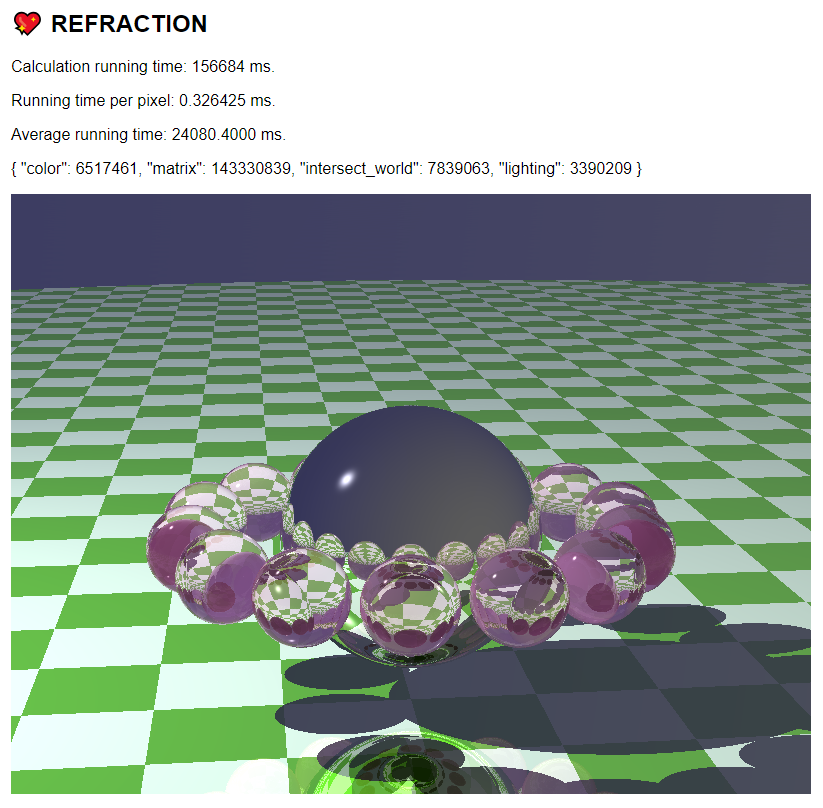 💖 REFRACTION
Calculation running time: 156684 ms.
Running time per pixel: 0.326425 ms.
Average running time: 24080.4000 ms.
{ "color": 6517461, "matrix": 143330839, "intersect_world": 7839063, "lighting": 3390209 }